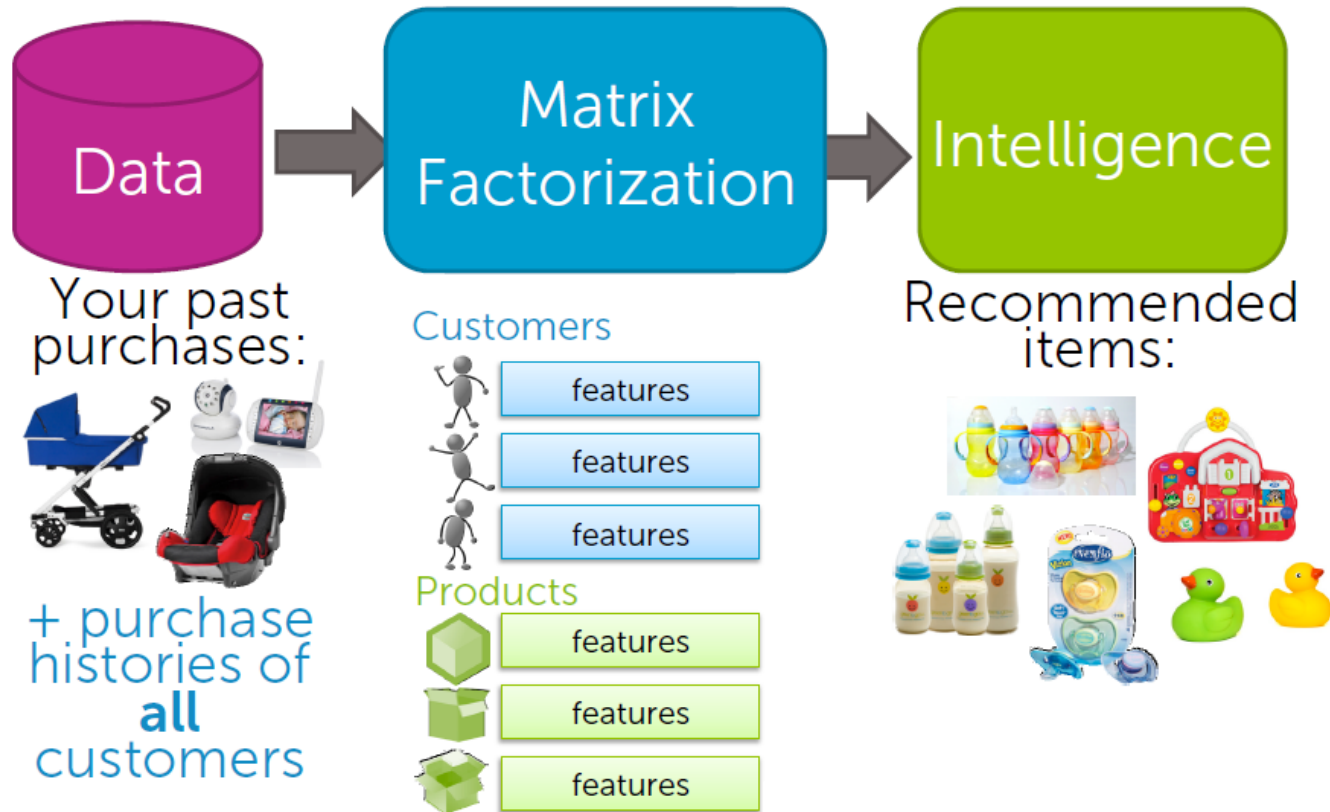 Data
Matrix
Factorization
Intelligence
Your past
purchases:
+ purchase
histories of
all
customers
Customers
features
features
features
Products
features
features
features
Recommended
items:
evenflo